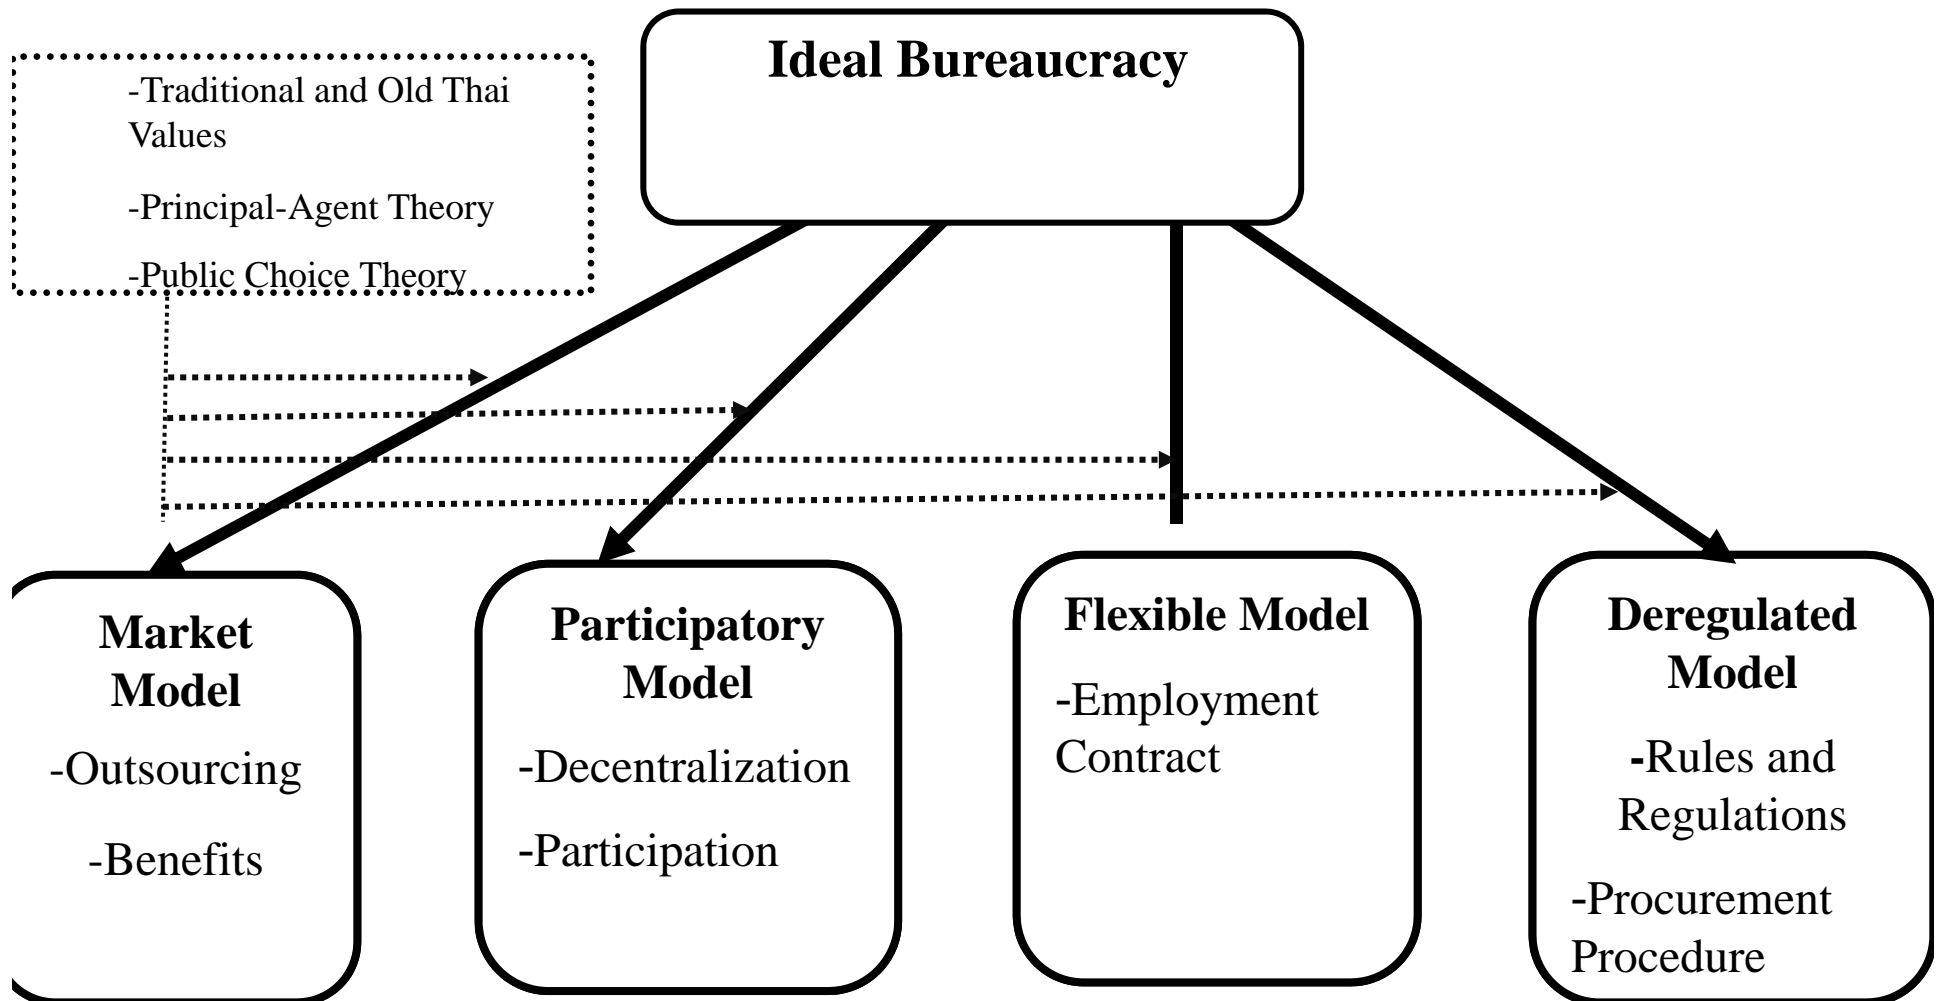 Ideal Bureaucracy
-Traditional and Old Thai
Values
-Principal-Agent Theory
-Public Choice Theory
Market
Model
-Outsourcing
-Benefits
Participatory
Model
-Decentralization
-Participation
Flexible Model
-Employment
Contract
Deregulated
Model
-Rules and
Regulations
-Procurement
Procedure